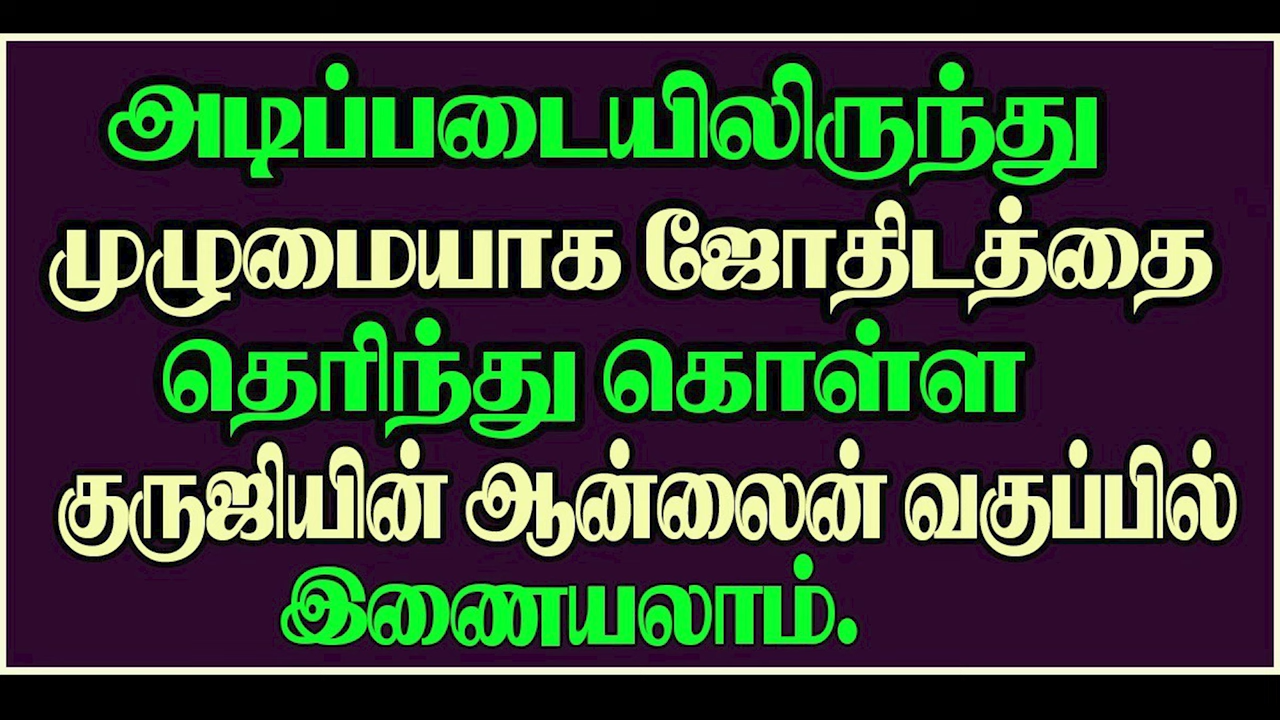 அடிப்படையிலிருந்து
முழுமையாக ஜோதிடத்தை
தெரிந்து கொள்ள
குருஜியின் ஆன்லைன் வகுப்பில்
இணையலாம்.